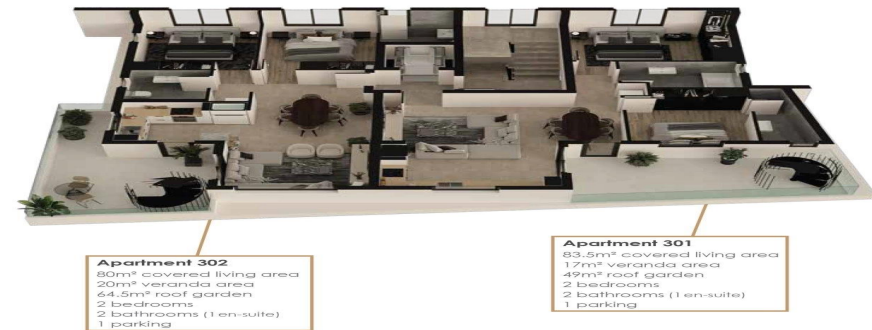 Apartment 302
80m² covered living area
20m² veranda area
64.5m² roof garden
2 bedrooms
2 bathrooms (1 en-suite)
1 parking
Apartment 301
83.5m² covered living area
17m² veranda area
49m² roof garden
2 bedrooms
2 bathrooms (1 en-suite)
1 parking